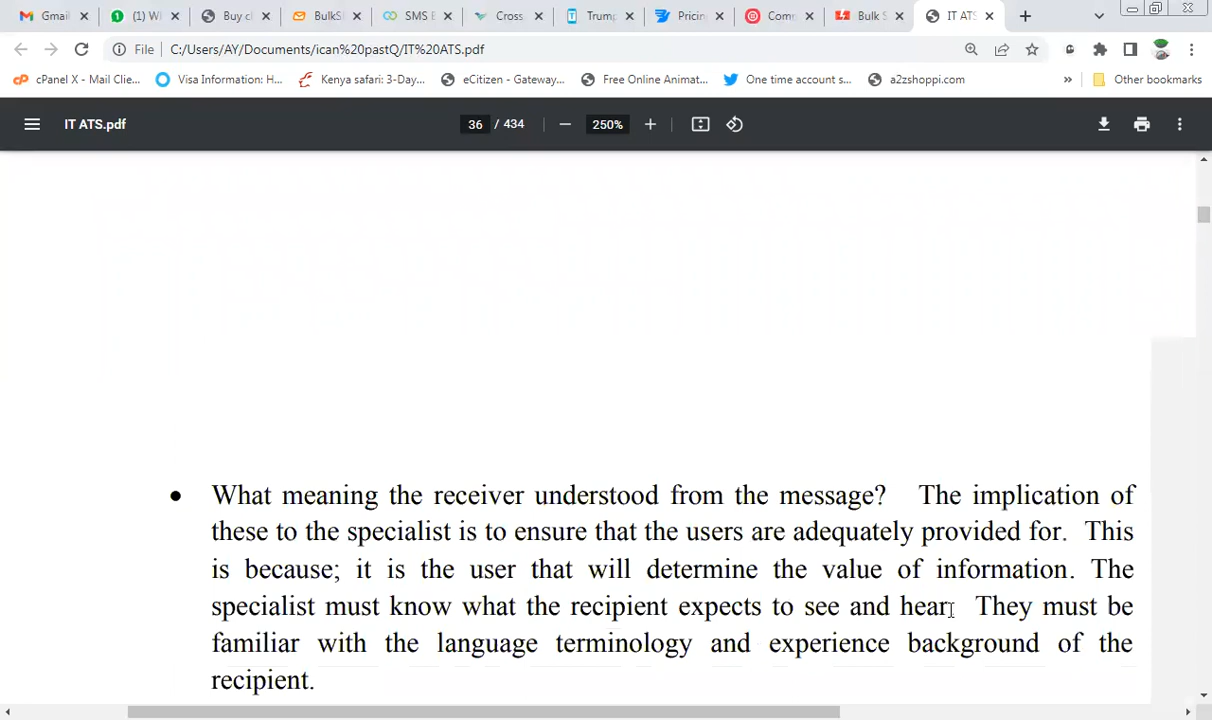 Gmail
(1) W
Buy c
BulkS
SMS E
Cross
Trump
Pricin
Comm
Bulk S
IT ATS
File
C:/Users/AY/Documents/ican%20pastQ/IT%20ATS.pdf
cPanel X - Mail Clie...
Visa Information: H...
Kenya safari: 3-Day...
eCitizen - Gateway...
Free Online Animat...
One time account s...
a2zshoppi.com
»
Other bookmarks
IT ATS.pdf
36 / 434
250%
• What meaning the receiver understood from the message? The implication of
these to the specialist is to ensure that the users are adequately provided for. This
is because; it is the user that will determine the value of information. The
specialist must know what the recipient expects to see and hear. They must be
familiar with the language terminology and experience background of the
recipient.